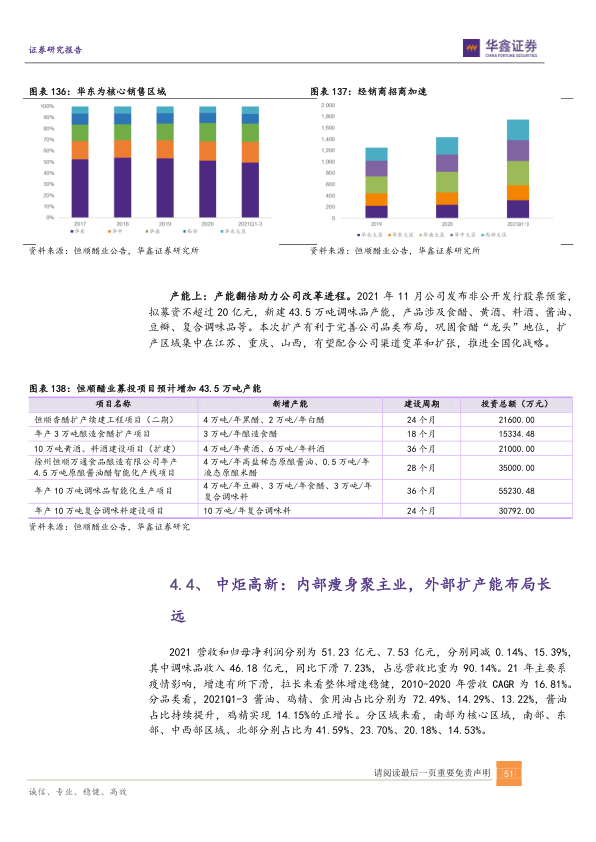 证券研究报告
华鑫证券
CHINA FORTUNE SECURITIES
图表 136：华东为核心销售区域
100%
90%
80%
70%
60%
50%
40%
30%
20%
10%
0%
2017 2018 2019 2020 2021Q1-3
华东 华中 华南 西部 华北
资料来源：恒顺醋业公告，华鑫证券研究所
图表 137：经销商招商加速
2,000
1,800
1,600
1,400
1,200
1,000
800
600
400
200
0
2019 2020 2021Q1-3
华北大区 华东大区 华南大区 华中大区 西部大区
资料来源：恒顺醋业公告，华鑫证券研究所
产能上：产能翻倍助力公司改革进程。2021 年 11 月公司发布非公开发行股票预案，
拟募资不超过 20 亿元，新建 43.5 万吨调味品产能，产品涉及食醋、黄酒、料酒、酱油、
豆瓣、复合调味品等。本次扩产有利于完善公司品类布局，巩固食醋“龙头”地位，扩
产区域集中在江苏、重庆、山西，有望配合公司渠道变革和扩张，推进全国化战略。
图表 138：恒顺醋业募投项目预计增加 43.5 万吨产能
项目名称 新增产能 建设周期 投资总额（万元）
恒顺香醋扩产续建工程项目（二期） 4 万吨/年黑醋、2 万吨/年白醋 24 个月 21600.00
年产 3 万吨酿造食醋扩产项目 3 万吨/年酿造食醋 18 个月 15334.48
10 万吨黄酒、料酒建设项目（扩建） 4 万吨/年黄酒、6 万吨/年料酒 36 个月 21000.00
徐州恒顺万通食品酿造有限公司年产
4.5 万吨原酿酱油醋智能化产线项目 4 万吨/年高盐稀态原酿酱油、0.5 万吨/年
液态原酿米醋 28 个月 35000.00
年产 10 万吨调味品智能化生产项目 4 万吨/年豆瓣、3 万吨/年食醋、3 万吨/年
复合调味料 36 个月 55230.48
年产 10 万吨复合调味料建设项目 10 万吨/年复合调味料 24 个月 30792.00
资料来源：恒顺醋业公告，华鑫证券研究
4.4、 中炬高新：内部瘦身聚主业，外部扩产能布局长
远
2021 营收和归母净利润分别为 51.23 亿元、7.53 亿元，分别同减 0.14%、15.39%，
其中调味品收入 46.18 亿元，同比下滑 7.23%，占总营收比重为 90.14%。21 年主要系
疫情影响，增速有所下滑，拉长来看整体增速稳健，2010-2020 年营收 CAGR 为 16.81%。
分品类看，2021Q1-3 酱油、鸡精、食用油占比分别为 72.49%、14.29%、13.22%，酱油
占比持续提升，鸡精实现 14.15%的正增长。分区域来看，南部为核心区域，南部、东
部、中西部区域、北部分别占比为 41.59%、23.70%、20.18%、14.53%。
请阅读最后一页重要免责声明 51
诚信、专业、稳健、高效